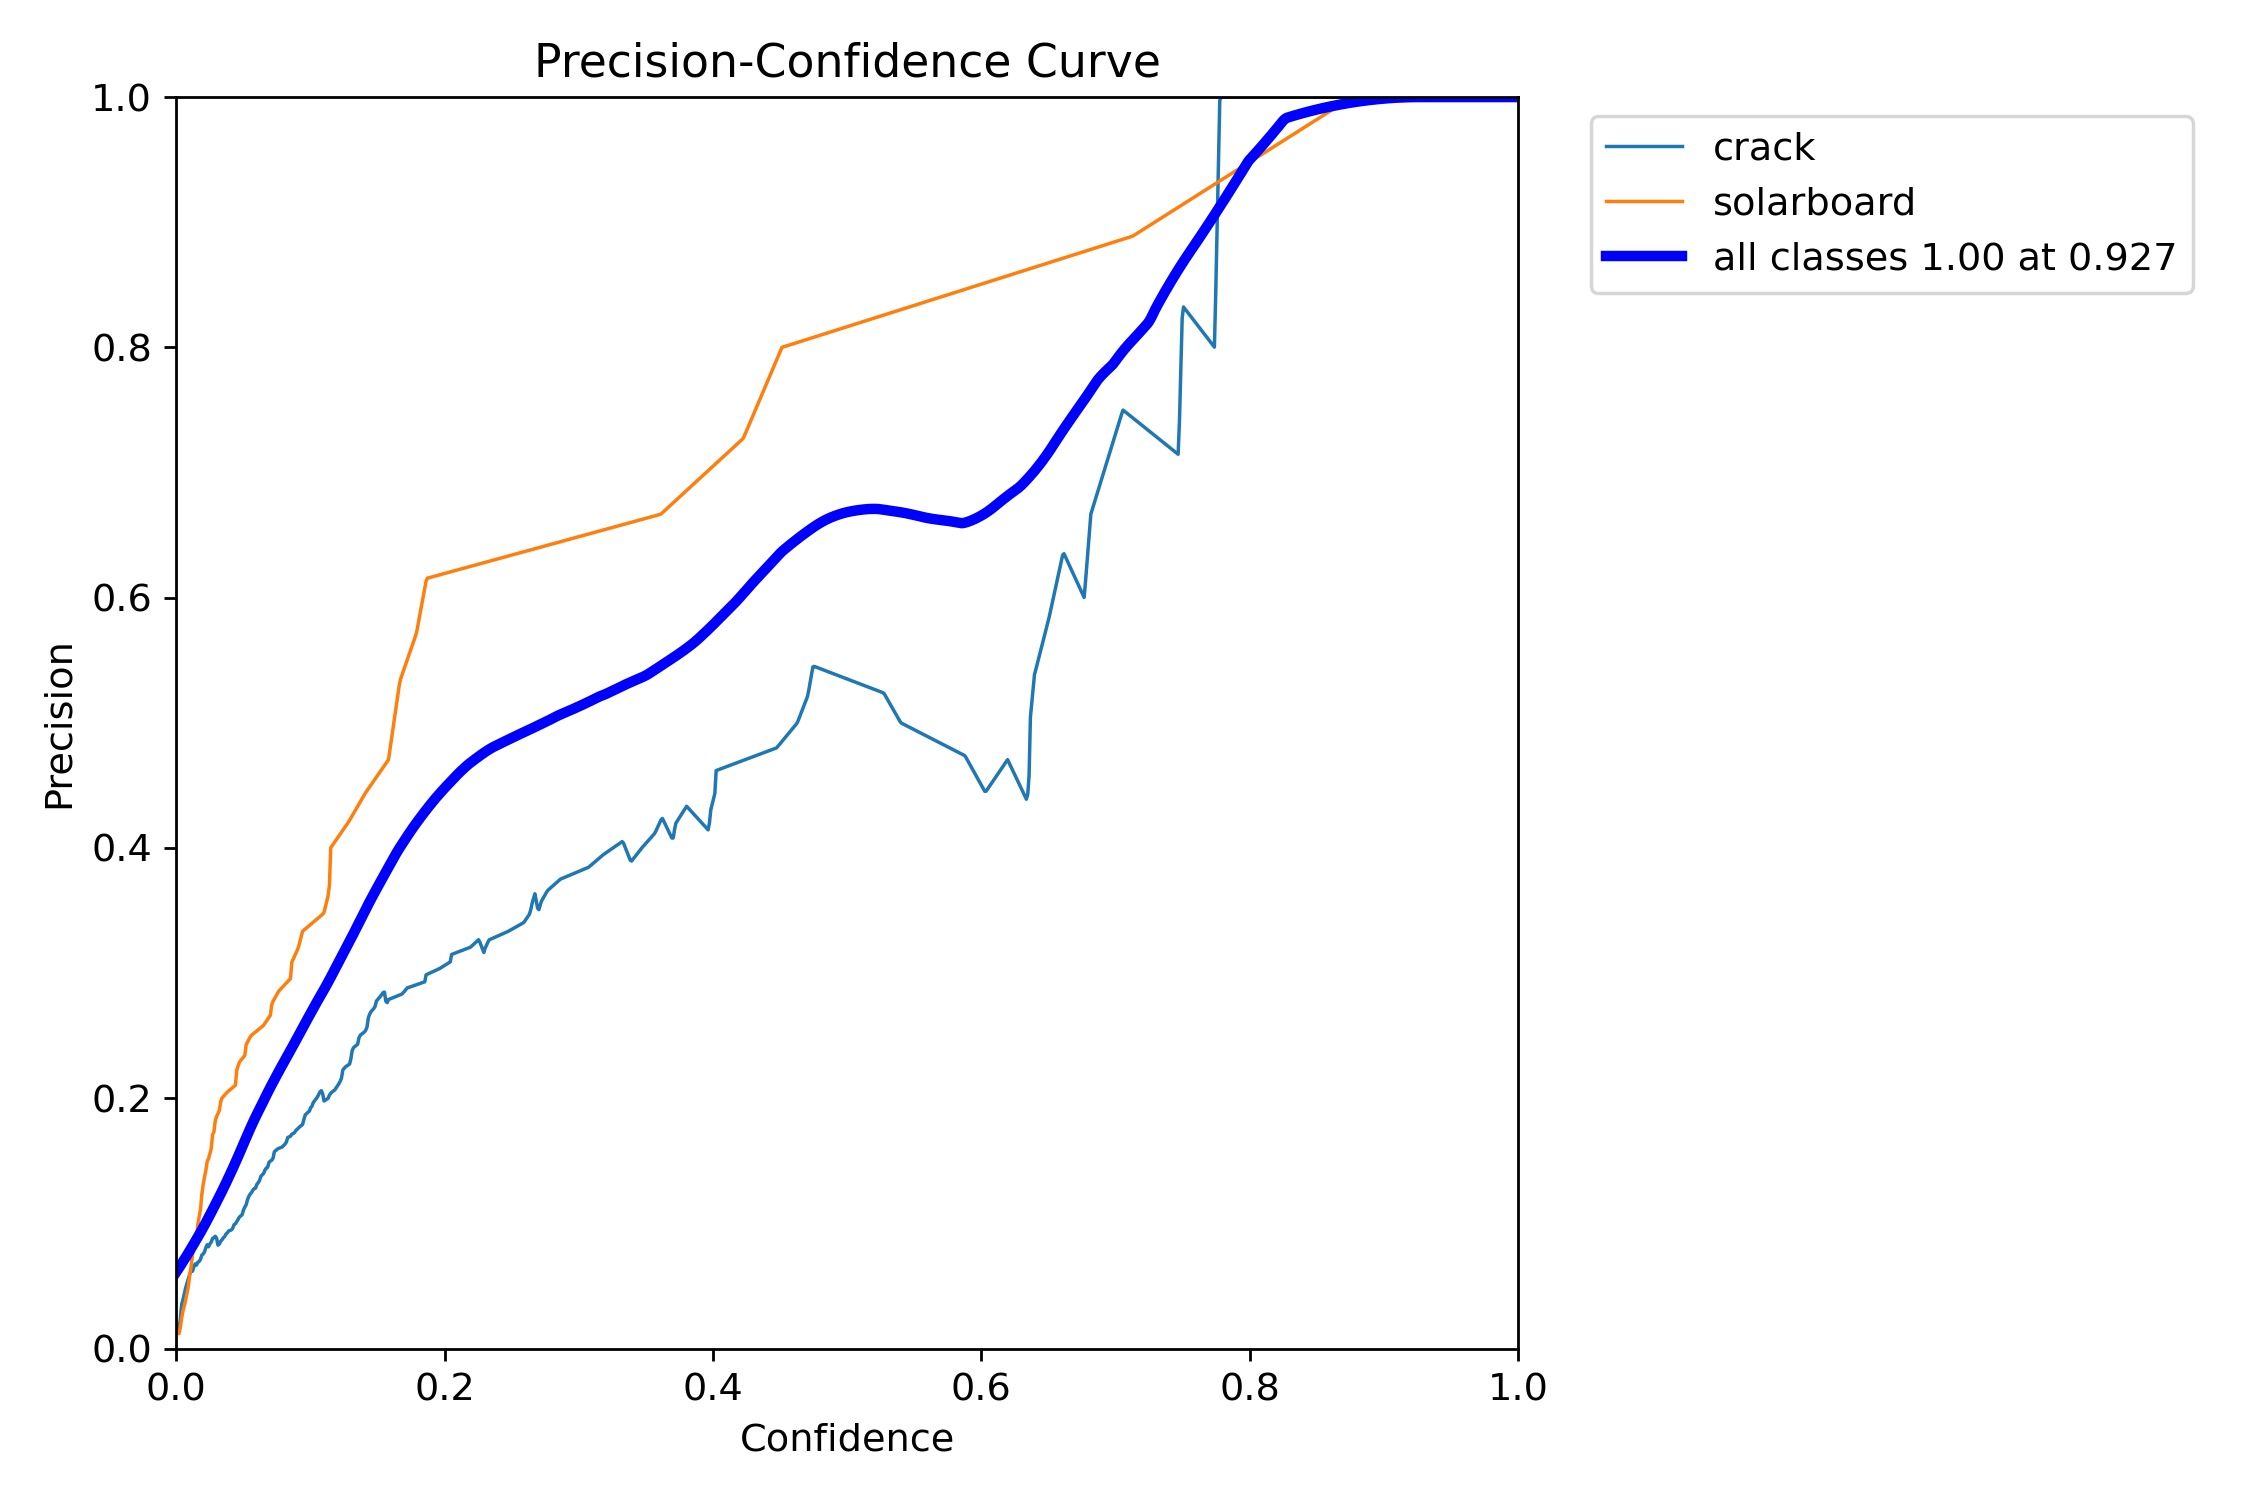 Precision-Confidence Curve
crack
solarboard
all classes 1.00 at 0.927
Precision
1.0
0.8
0.6
0.4
0.2
0.0
0.0 0.2 0.4 0.6 0.8 1.0
Confidence